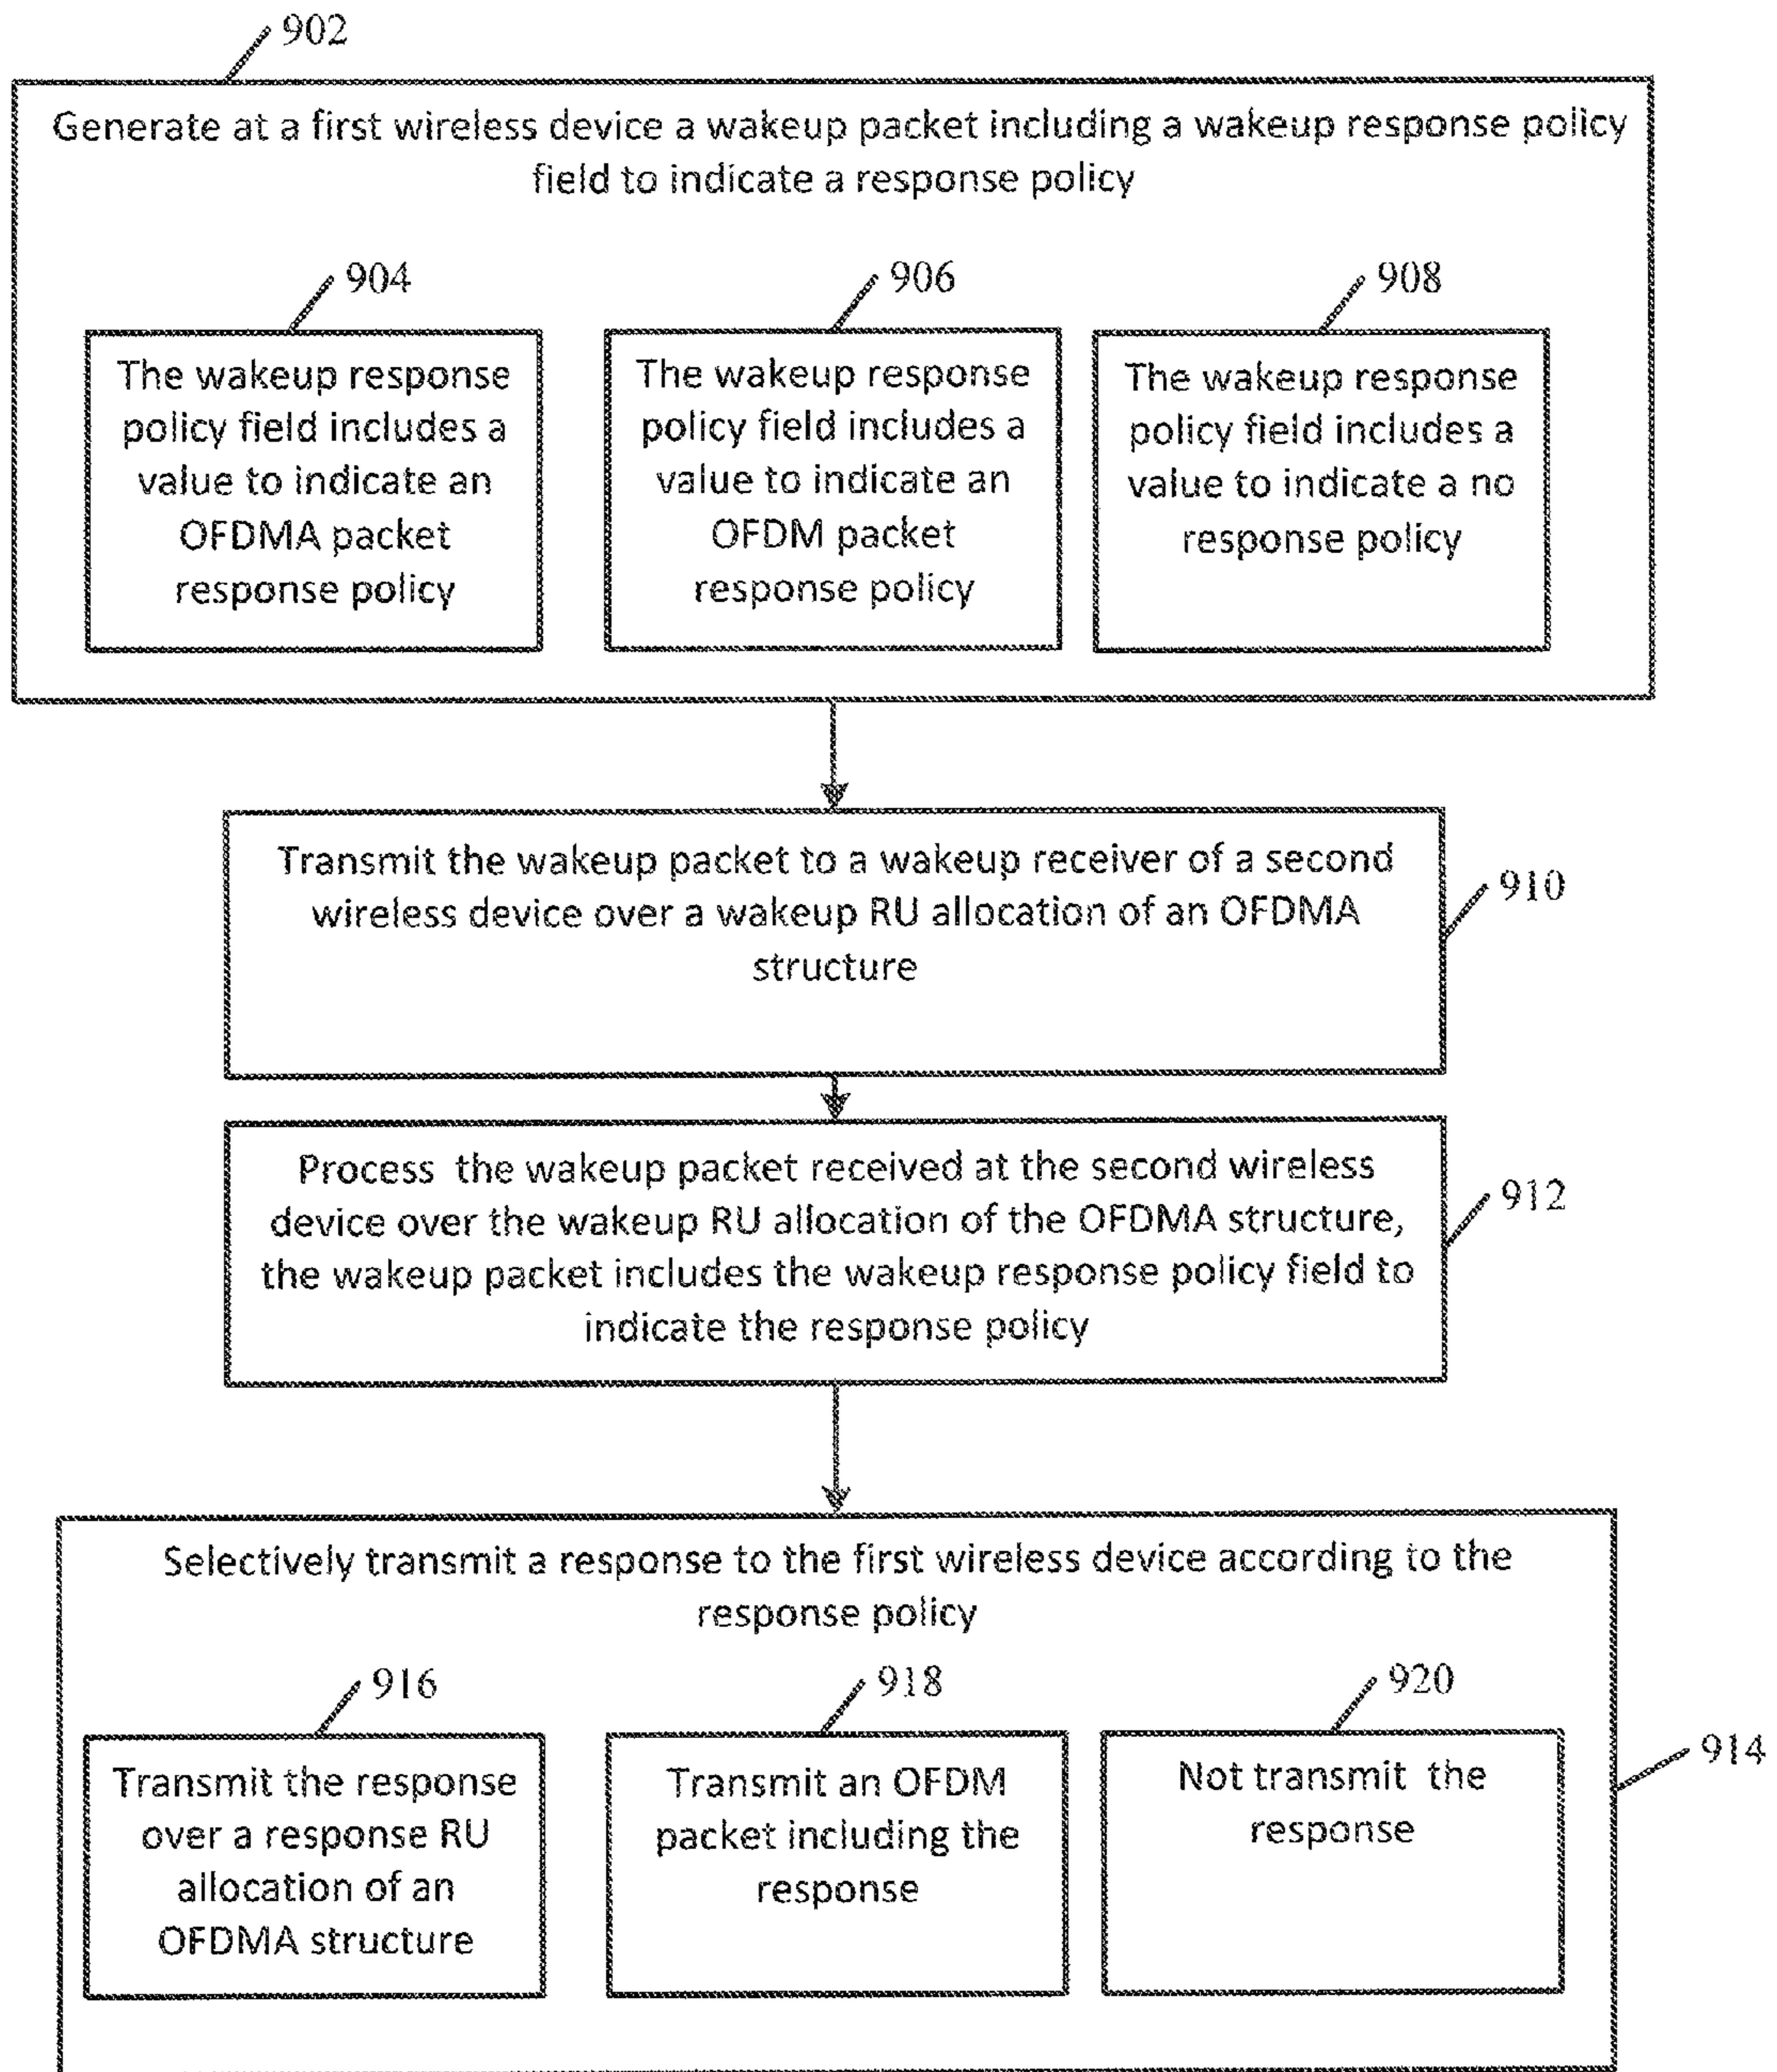 902
Generate at a first wireless device a wakeup packet including a wakeup response policy
field to indicate a response policy
904
The wakeup response
policy field includes a
value to indicate an
OFDMA packet
response policy
906
The wakeup response
policy field includes a
value to indicate an
OFDM packet
response policy
908
The wakeup response
policy field includes a
value to indicate a no
response policy
Transmit the wakeup packet to a wakeup receiver of a second
wireless device over a wakeup RU allocation of an OFDMA
structure
910
Process the wakeup packet received at the second wireless
device over the wakeup RU allocation of the OFDMA structure,
the wakeup packet includes the wakeup response policy field to
indicate the response policy
912
Selectively transmit a response to the first wireless device according to the
response policy
916
Transmit the response
over a response RU
allocation of an
OFDMA structure
918
Transmit an OFDM
packet including the
response
920
Not transmit the
response
914